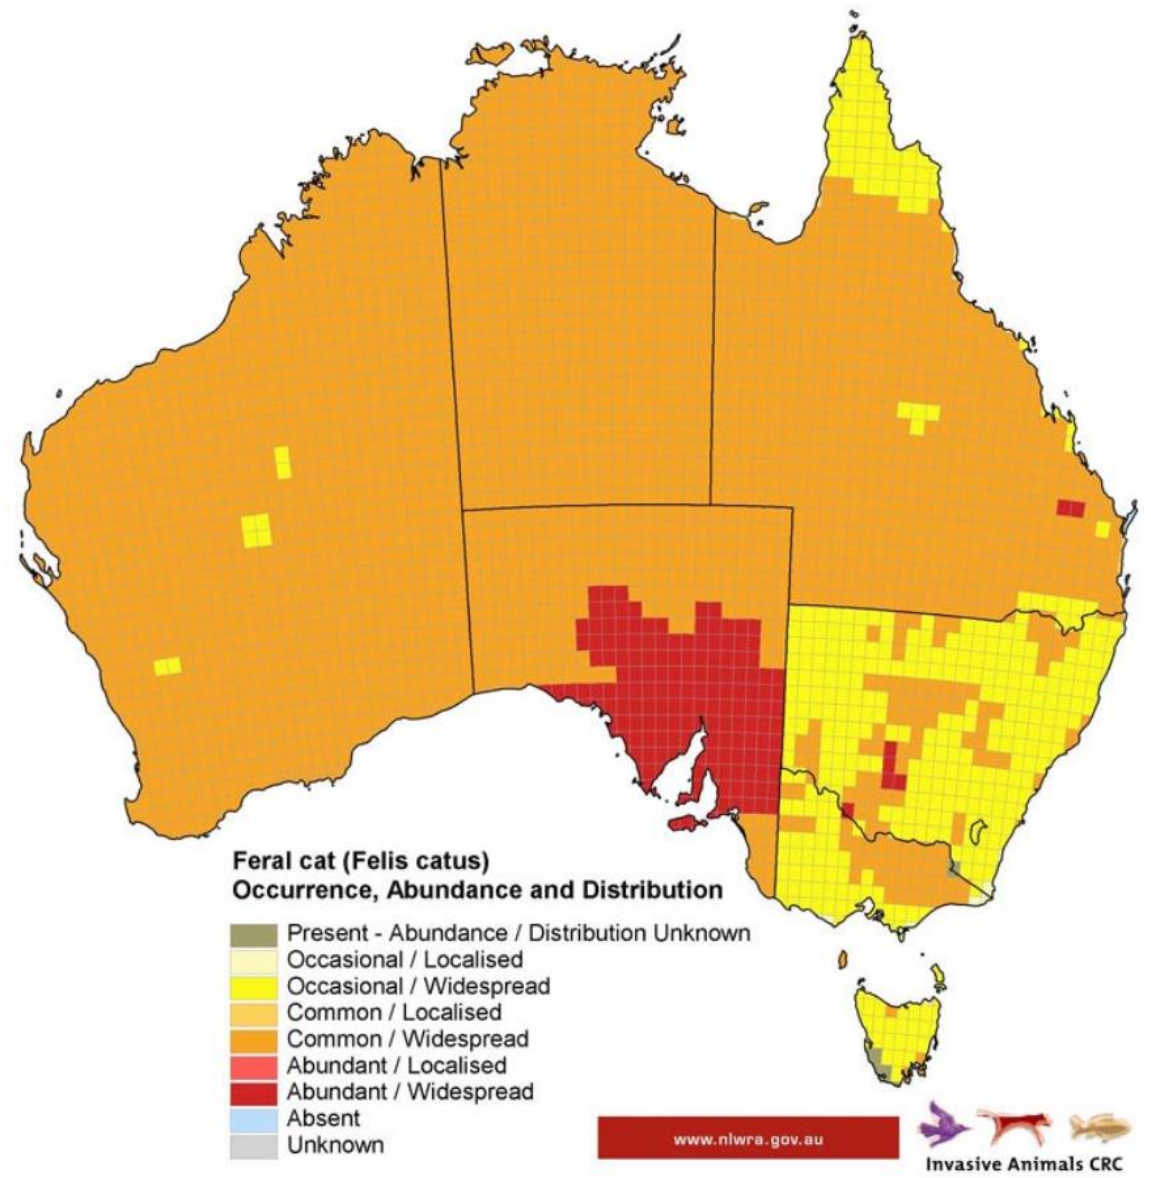 Feral cat (Felis catus)
Occurrence, Abundance and Distribution
Present - Abundance / Distribution Unknown
Occasional / Localised
Occasional / Widespread
Common / Localised
Common / Widespread
Abundant / Localised
Abundant / Widespread
Absent
Unknown
www.nlwra.gov.au
Invasive Animals CRC